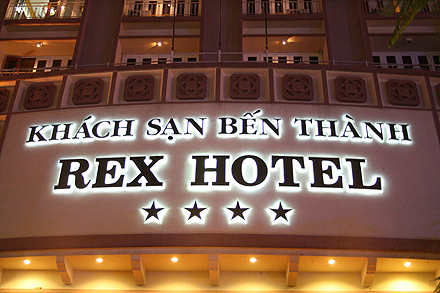 KHÁCH SẠN BẾN THÀNH
REX HOTEL